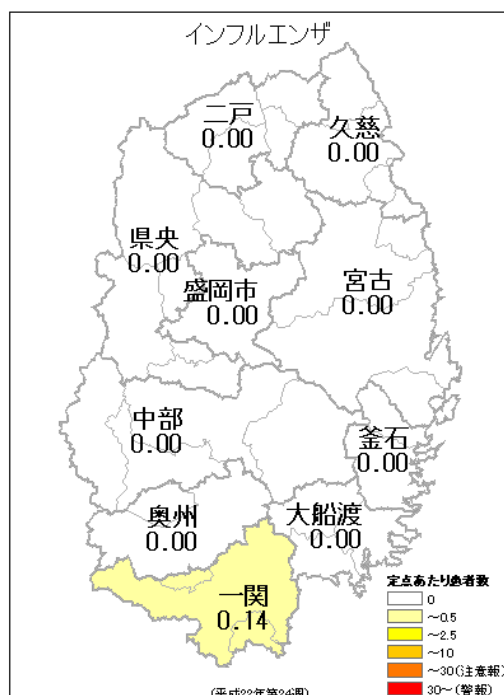 インフルエンザ
二戸
0.00
久慈
0.00
県央
0.00
盛岡市
0.00
宮古
0.00
中部
0.00
釜石
0.00
奥州
0.00
大船渡
0.00
一関
0.14
定点あたり患者数
0
～0.5
～2.5
～10
～30(注意報)
30～(警報)